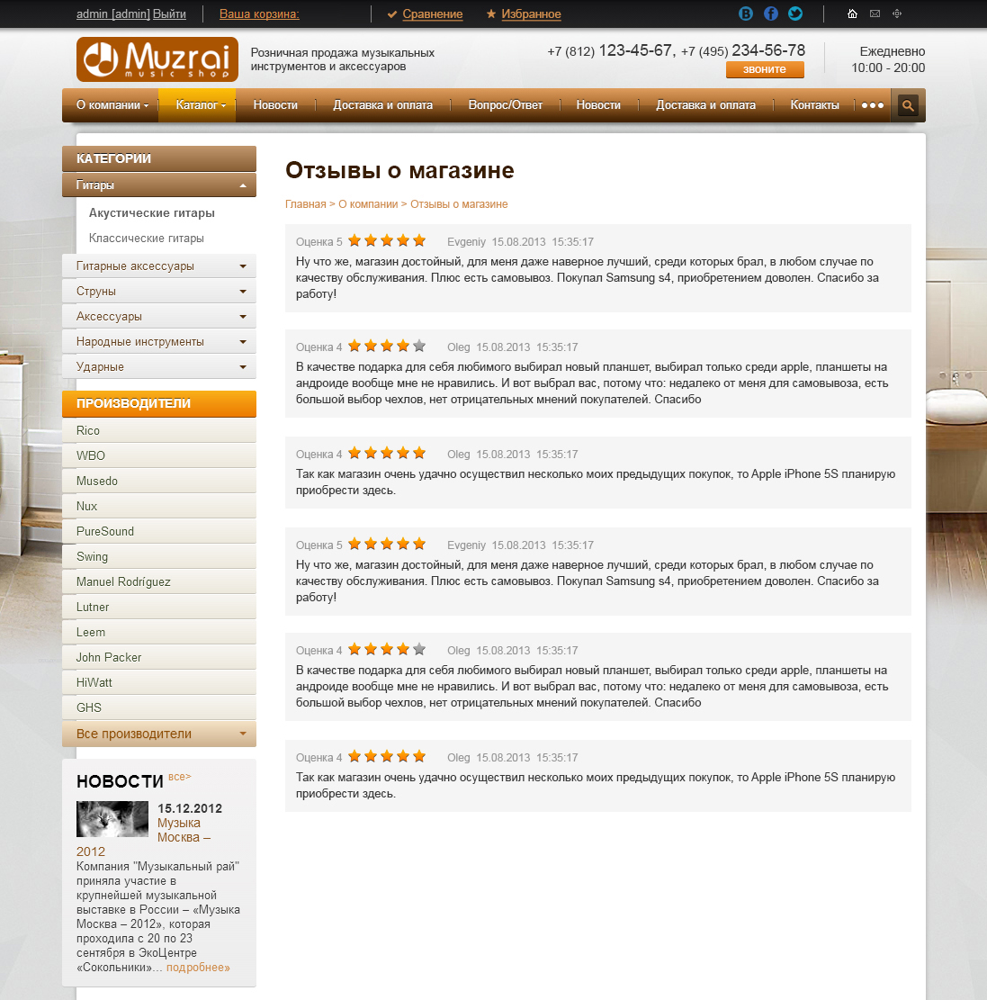 admin [admin] Выйти
Ваша корзина:
Сравнение
Избранное
Muzrai
music shop
Розничная продажа музыкальных
инструментов и аксессуаров
+7 (812) 123-45-67, +7 (495) 234-56-78
звоните
Ежедневно
10:00 - 20:00
О компании
Каталог
Новости
Доставка и оплата
Вопрос/Ответ
Новости
Доставка и оплата
Контакты
КАТЕГОРИИ
Гитары
Акустические гитары
Классические гитары
Гитарные аксессуары
Струны
Аксессуары
Народные инструменты
Ударные
ПРОИЗВОДИТЕЛИ
Rico
WBO
Musedo
Nux
PureSound
Swing
Manuel Rodríguez
Lutner
Leem
John Packer
HiWatt
GHS
Все производители
НОВОСТИ все>
15.12.2012
Музыка
Москва –
2012
Компания "Музыкальный рай"
приняла участие в
крупнейшей музыкальной
выставке в России – «Музыка
Москва – 2012», которая
проходила с 20 по 23
сентября в ЭкоЦентре
«Сокольники»... подробнее»
Отзывы о магазине
Главная > О компании > Отзывы о магазине
Оценка 5 Evgeniy 15.08.2013 15:35:17
Ну что же, магазин достойный, для меня даже наверное лучший, среди которых брал, в любом случае по
качеству обслуживания. Плюс есть самовывоз. Покупал Samsung s4, приобретением доволен. Спасибо за
работу!
Оценка 4 Oleg 15.08.2013 15:35:17
В качестве подарка для себя любимого выбирал новый планшет, выбирал только среди apple, планшеты на
андроиде вообще мне не нравились. И вот выбрал вас, потому что: недалеко от меня для самовывоза, есть
большой выбор чехлов, нет отрицательных мнений покупателей. Спасибо
Оценка 4 Oleg 15.08.2013 15:35:17
Так как магазин очень удачно осуществил несколько моих предыдущих покупок, то Apple iPhone 5S планирую
приобрести здесь.
Оценка 5 Evgeniy 15.08.2013 15:35:17
Ну что же, магазин достойный, для меня даже наверное лучший, среди которых брал, в любом случае по
качеству обслуживания. Плюс есть самовывоз. Покупал Samsung s4, приобретением доволен. Спасибо за
работу!
Оценка 4 Oleg 15.08.2013 15:35:17
В качестве подарка для себя любимого выбирал новый планшет, выбирал только среди apple, планшеты на
андроиде вообще мне не нравились. И вот выбрал вас, потому что: недалеко от меня для самовывоза, есть
большой выбор чехлов, нет отрицательных мнений покупателей. Спасибо
Оценка 4 Oleg 15.08.2013 15:35:17
Так как магазин очень удачно осуществил несколько моих предыдущих покупок, то Apple iPhone 5S планирую
приобрести здесь.